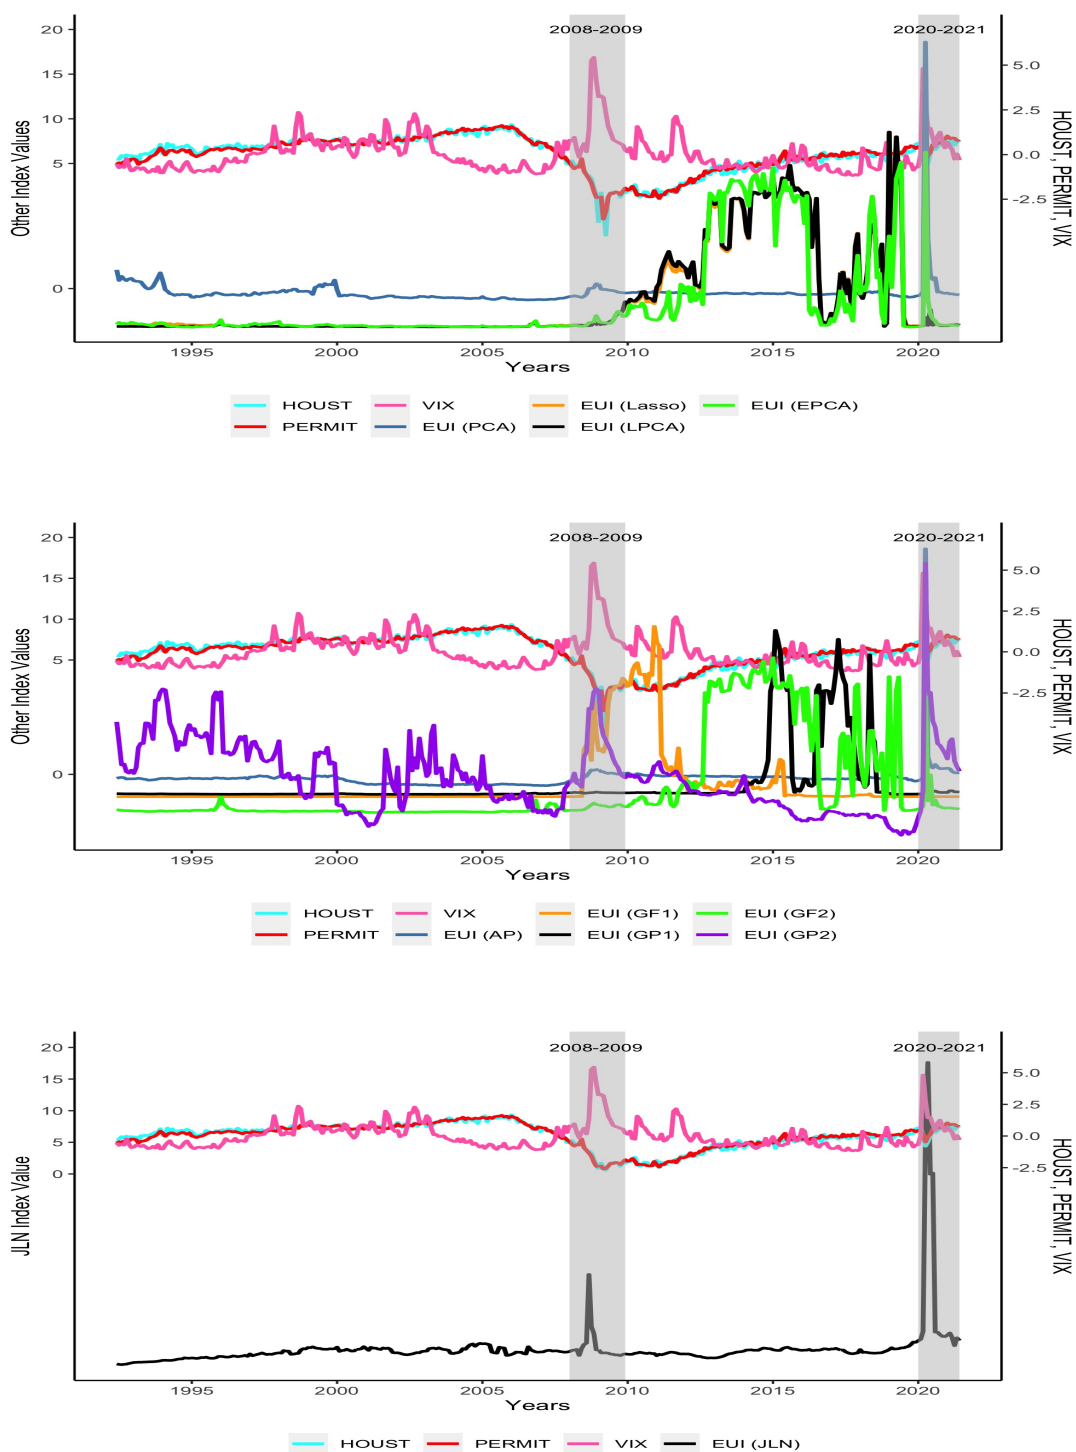 2008-2009 2020-2021
20
15
10
5
0
5.0
2.5
0.0
-2.5
Other Index Values
HOUST, PERMIT, VIX
1995 2000 2005 2010 2015 2020
Years
HOUST VIX EUI (Lasso) EUI (EPCA)
PERMIT EUI (PCA) EUI (LPCA)
2008-2009 2020-2021
20
15
10
5
0
5.0
2.5
0.0
-2.5
Other Index Values
HOUST, PERMIT, VIX
1995 2000 2005 2010 2015 2020
Years
HOUST VIX EUI (GF1) EUI (GF2)
PERMIT EUI (AP) EUI (GP1) EUI (GP2)
2008-2009 2020-2021
20
15
10
5
0
5.0
2.5
0.0
-2.5
JLN Index Value
HOUST, PERMIT, VIX
1995 2000 2005 2010 2015 2020
Years
HOUST PERMIT VIX EUI (JLN)